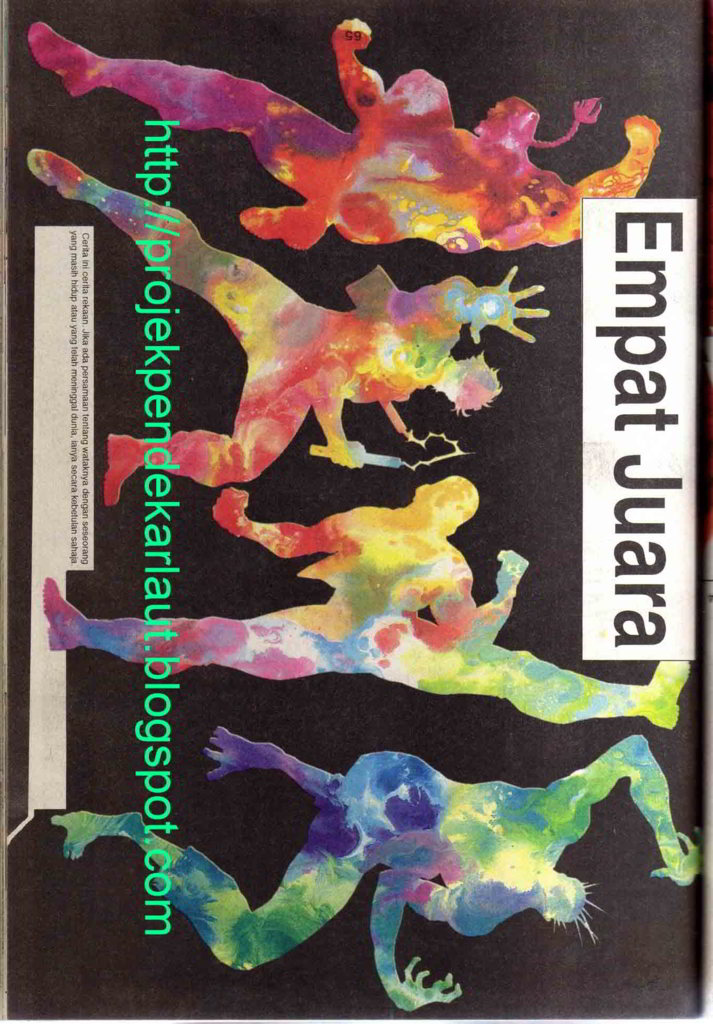 Empat Juara
http://projekpendekarlaut.blogspot.com
Cerita ini cerita rekaan. Jika ada persamaan tentang wataknya dengan seseorang
yang masih hidup atau yang telah meninggal dunia, ianya secara kebetulan sahaja.
65